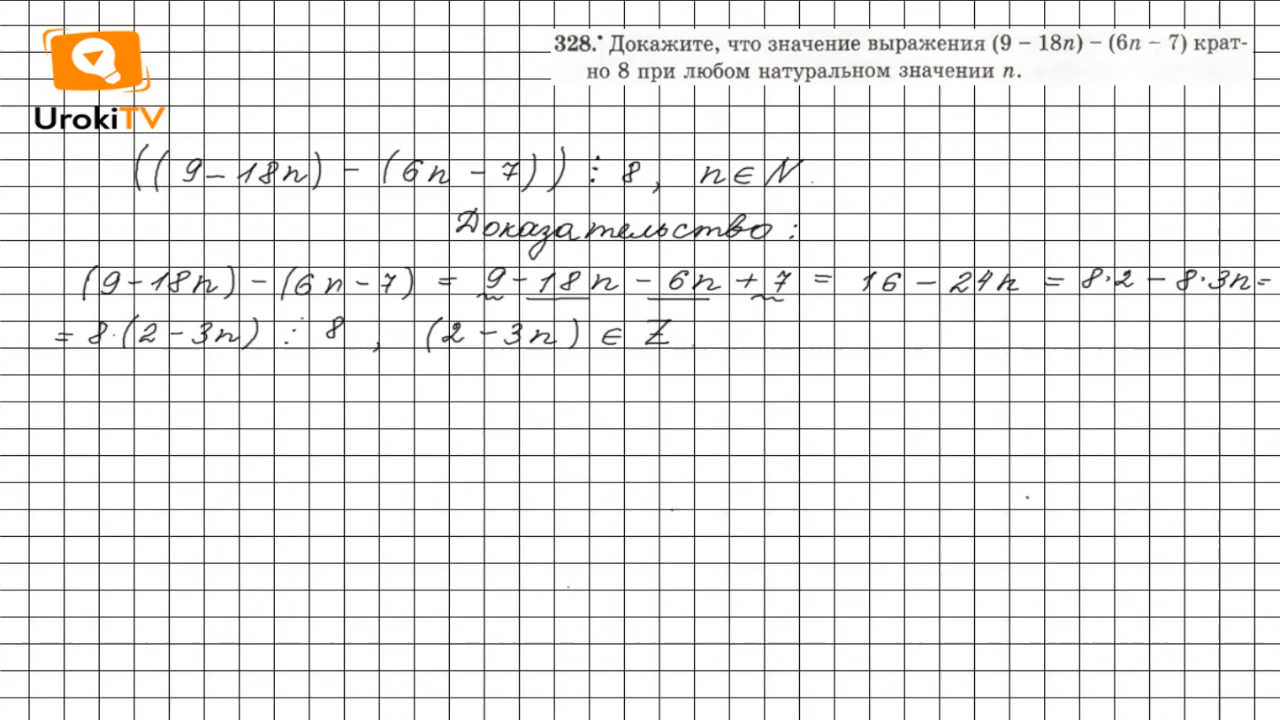 UrokiTV
328.* Докажите, что значение выражения (9 − 18n) − (6n − 7) крат-
но 8 при любом натуральном значении n.
((9 − 18n) − (6n − 7)) ⋮ 8, n ∈ N.
Доказательство:
(9 − 18n) − (6n − 7) = 9 − 18n − 6n + 7 = 16 − 24n = 8·2 − 8·3n =
= 8·(2 − 3n) ⋮ 8, (2 − 3n) ∈ Z.